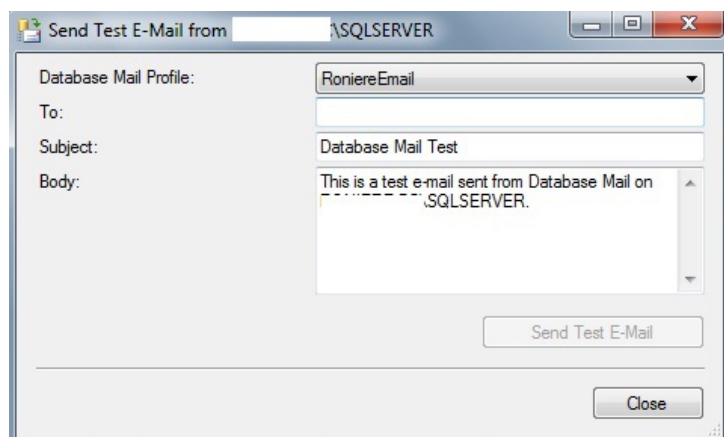 Send Test E-Mail from \SQLSERVER
Database Mail Profile: RoniereEmail
To:
Subject: Database Mail Test
Body: This is a test e-mail sent from Database Mail on
\SQLSERVER.
Send Test E-Mail
Close